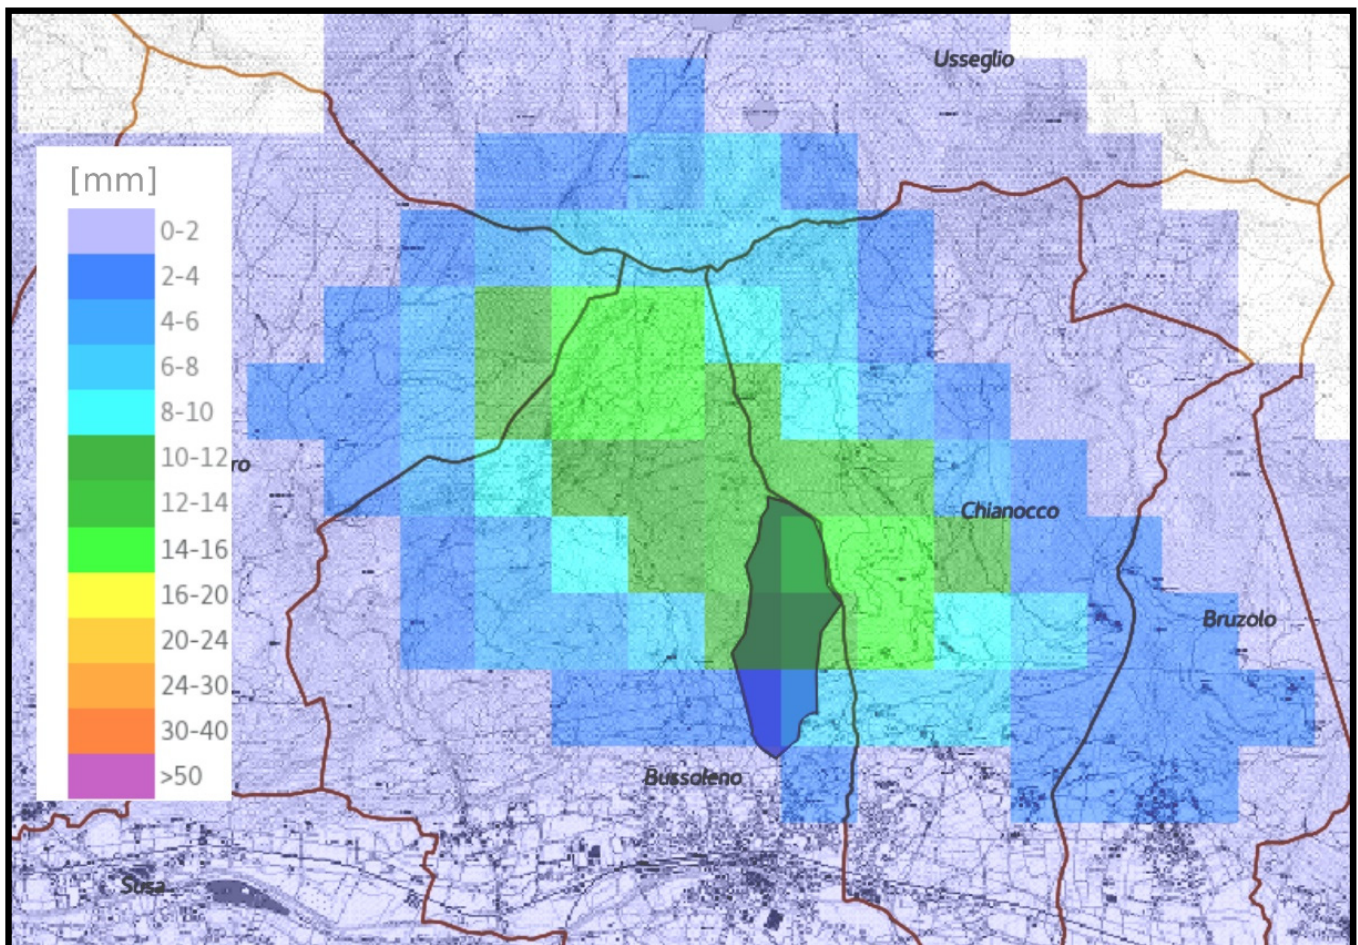 Usseglio
[mm]
0-2
2-4
4-6
6-8
8-10
10-12
ro
12-14
Chianocco
14-16
16-20
20-24
Bruzolo
24-30
30-40
>50
Bussoleno
Susa